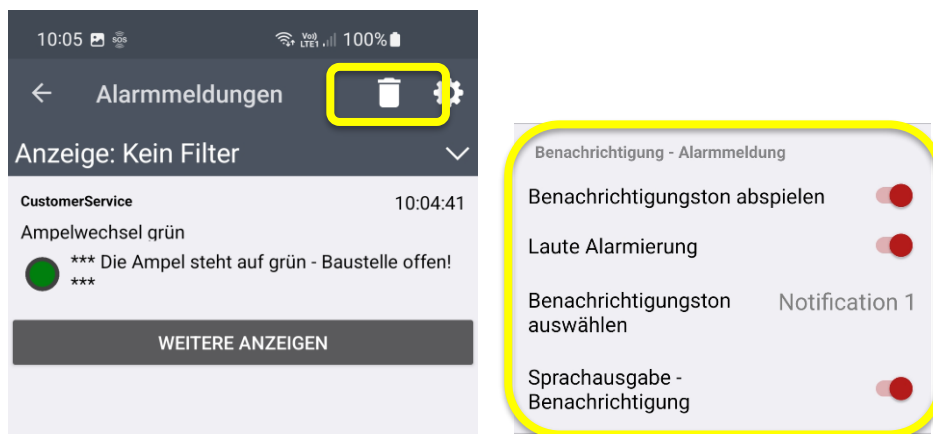 10:05 SOS Vo) LTE1 100%
Alarmmeldungen
Anzeige: Kein Filter
CustomerService 10:04:41
Ampelwechsel grün
*** Die Ampel steht auf grün - Baustelle offen!
***
WEITERE ANZEIGEN
Benachrichtigung - Alarmmeldung
Benachrichtigungston abspielen
Laute Alarmierung
Benachrichtigungston Notification 1
auswählen
Sprachausgabe -
Benachrichtigung